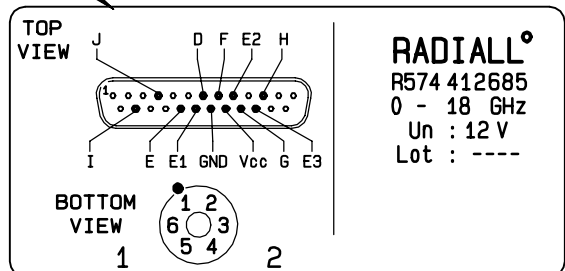 TOP
VIEW
J D F E2 H
1
I E E1 GND Vcc G E3
BOTTOM
VIEW
1 2
6 3
5 4
1 2
RADIALL°
R574 412685
0 - 18 GHz
Un : 12 V
Lot : ----